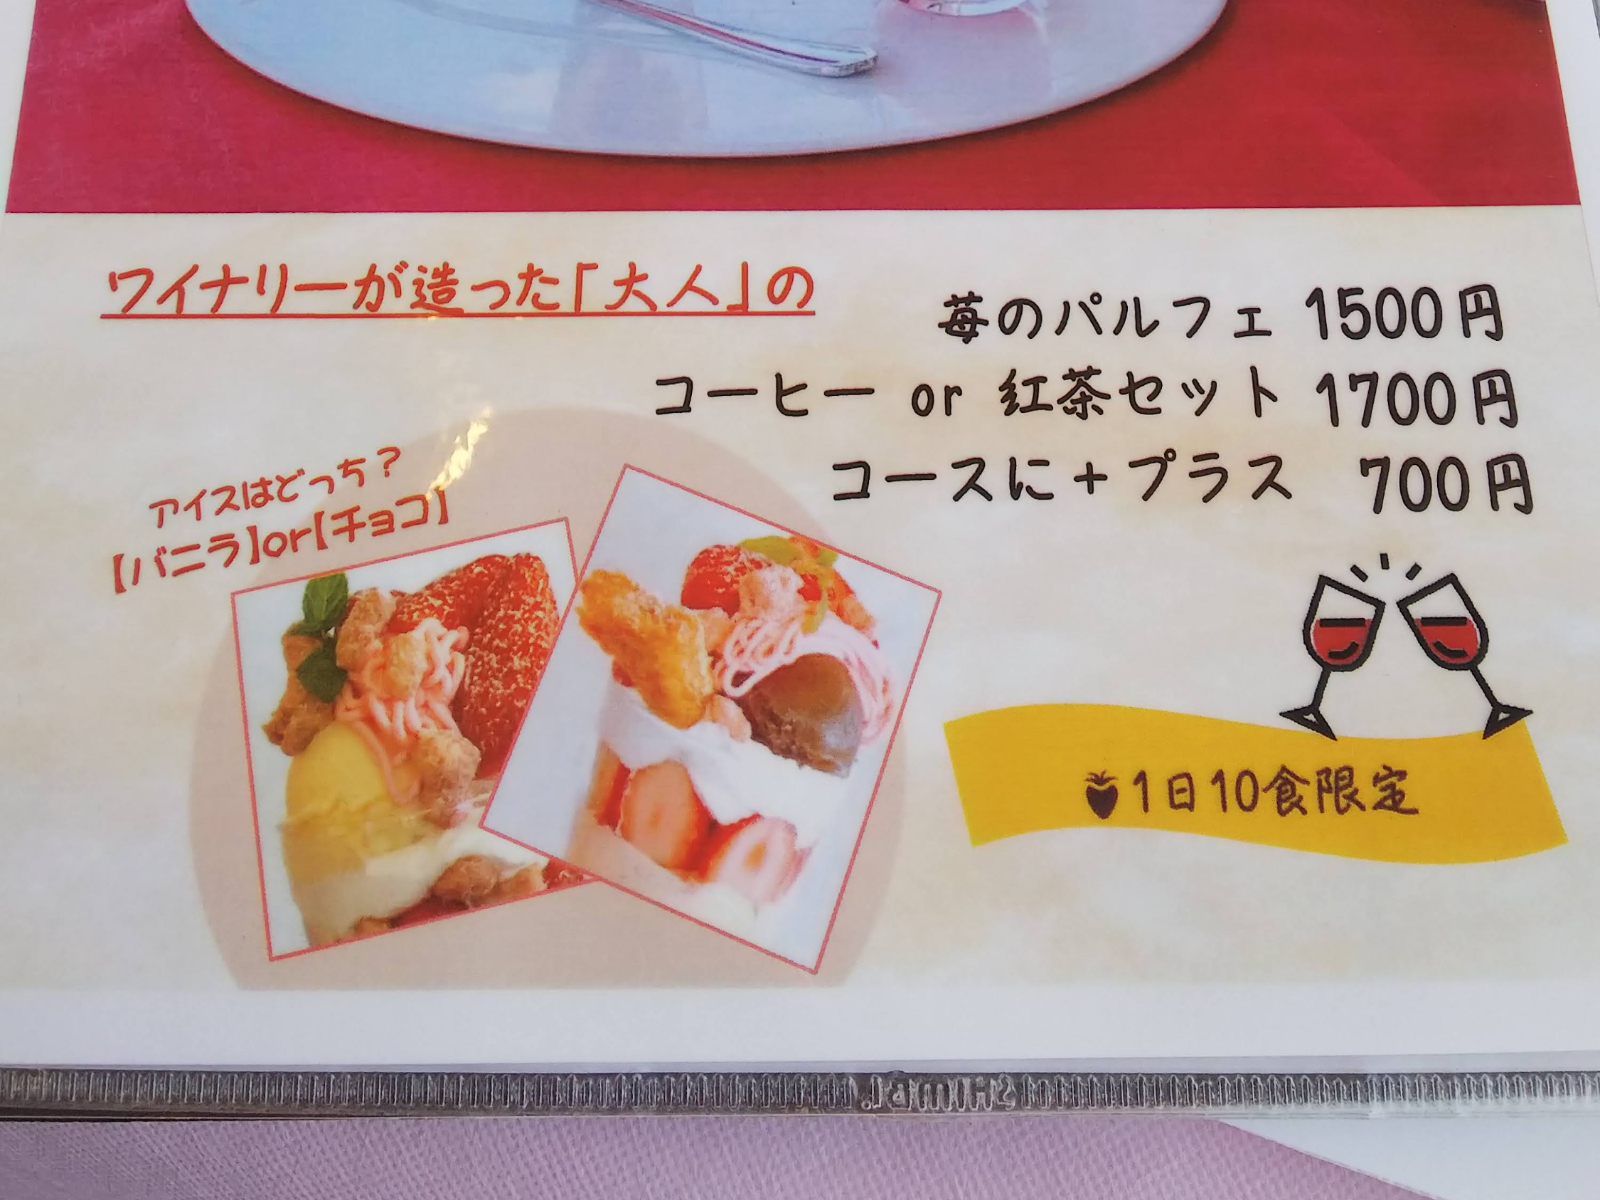 ワイナリーが造った「大人」の
苺のパルフェ 1500円
コーヒー or 紅茶セット 1700円
コースに+プラス 700円
アイスはどっち？
【バニラ】or【チョコ】
1日10食限定